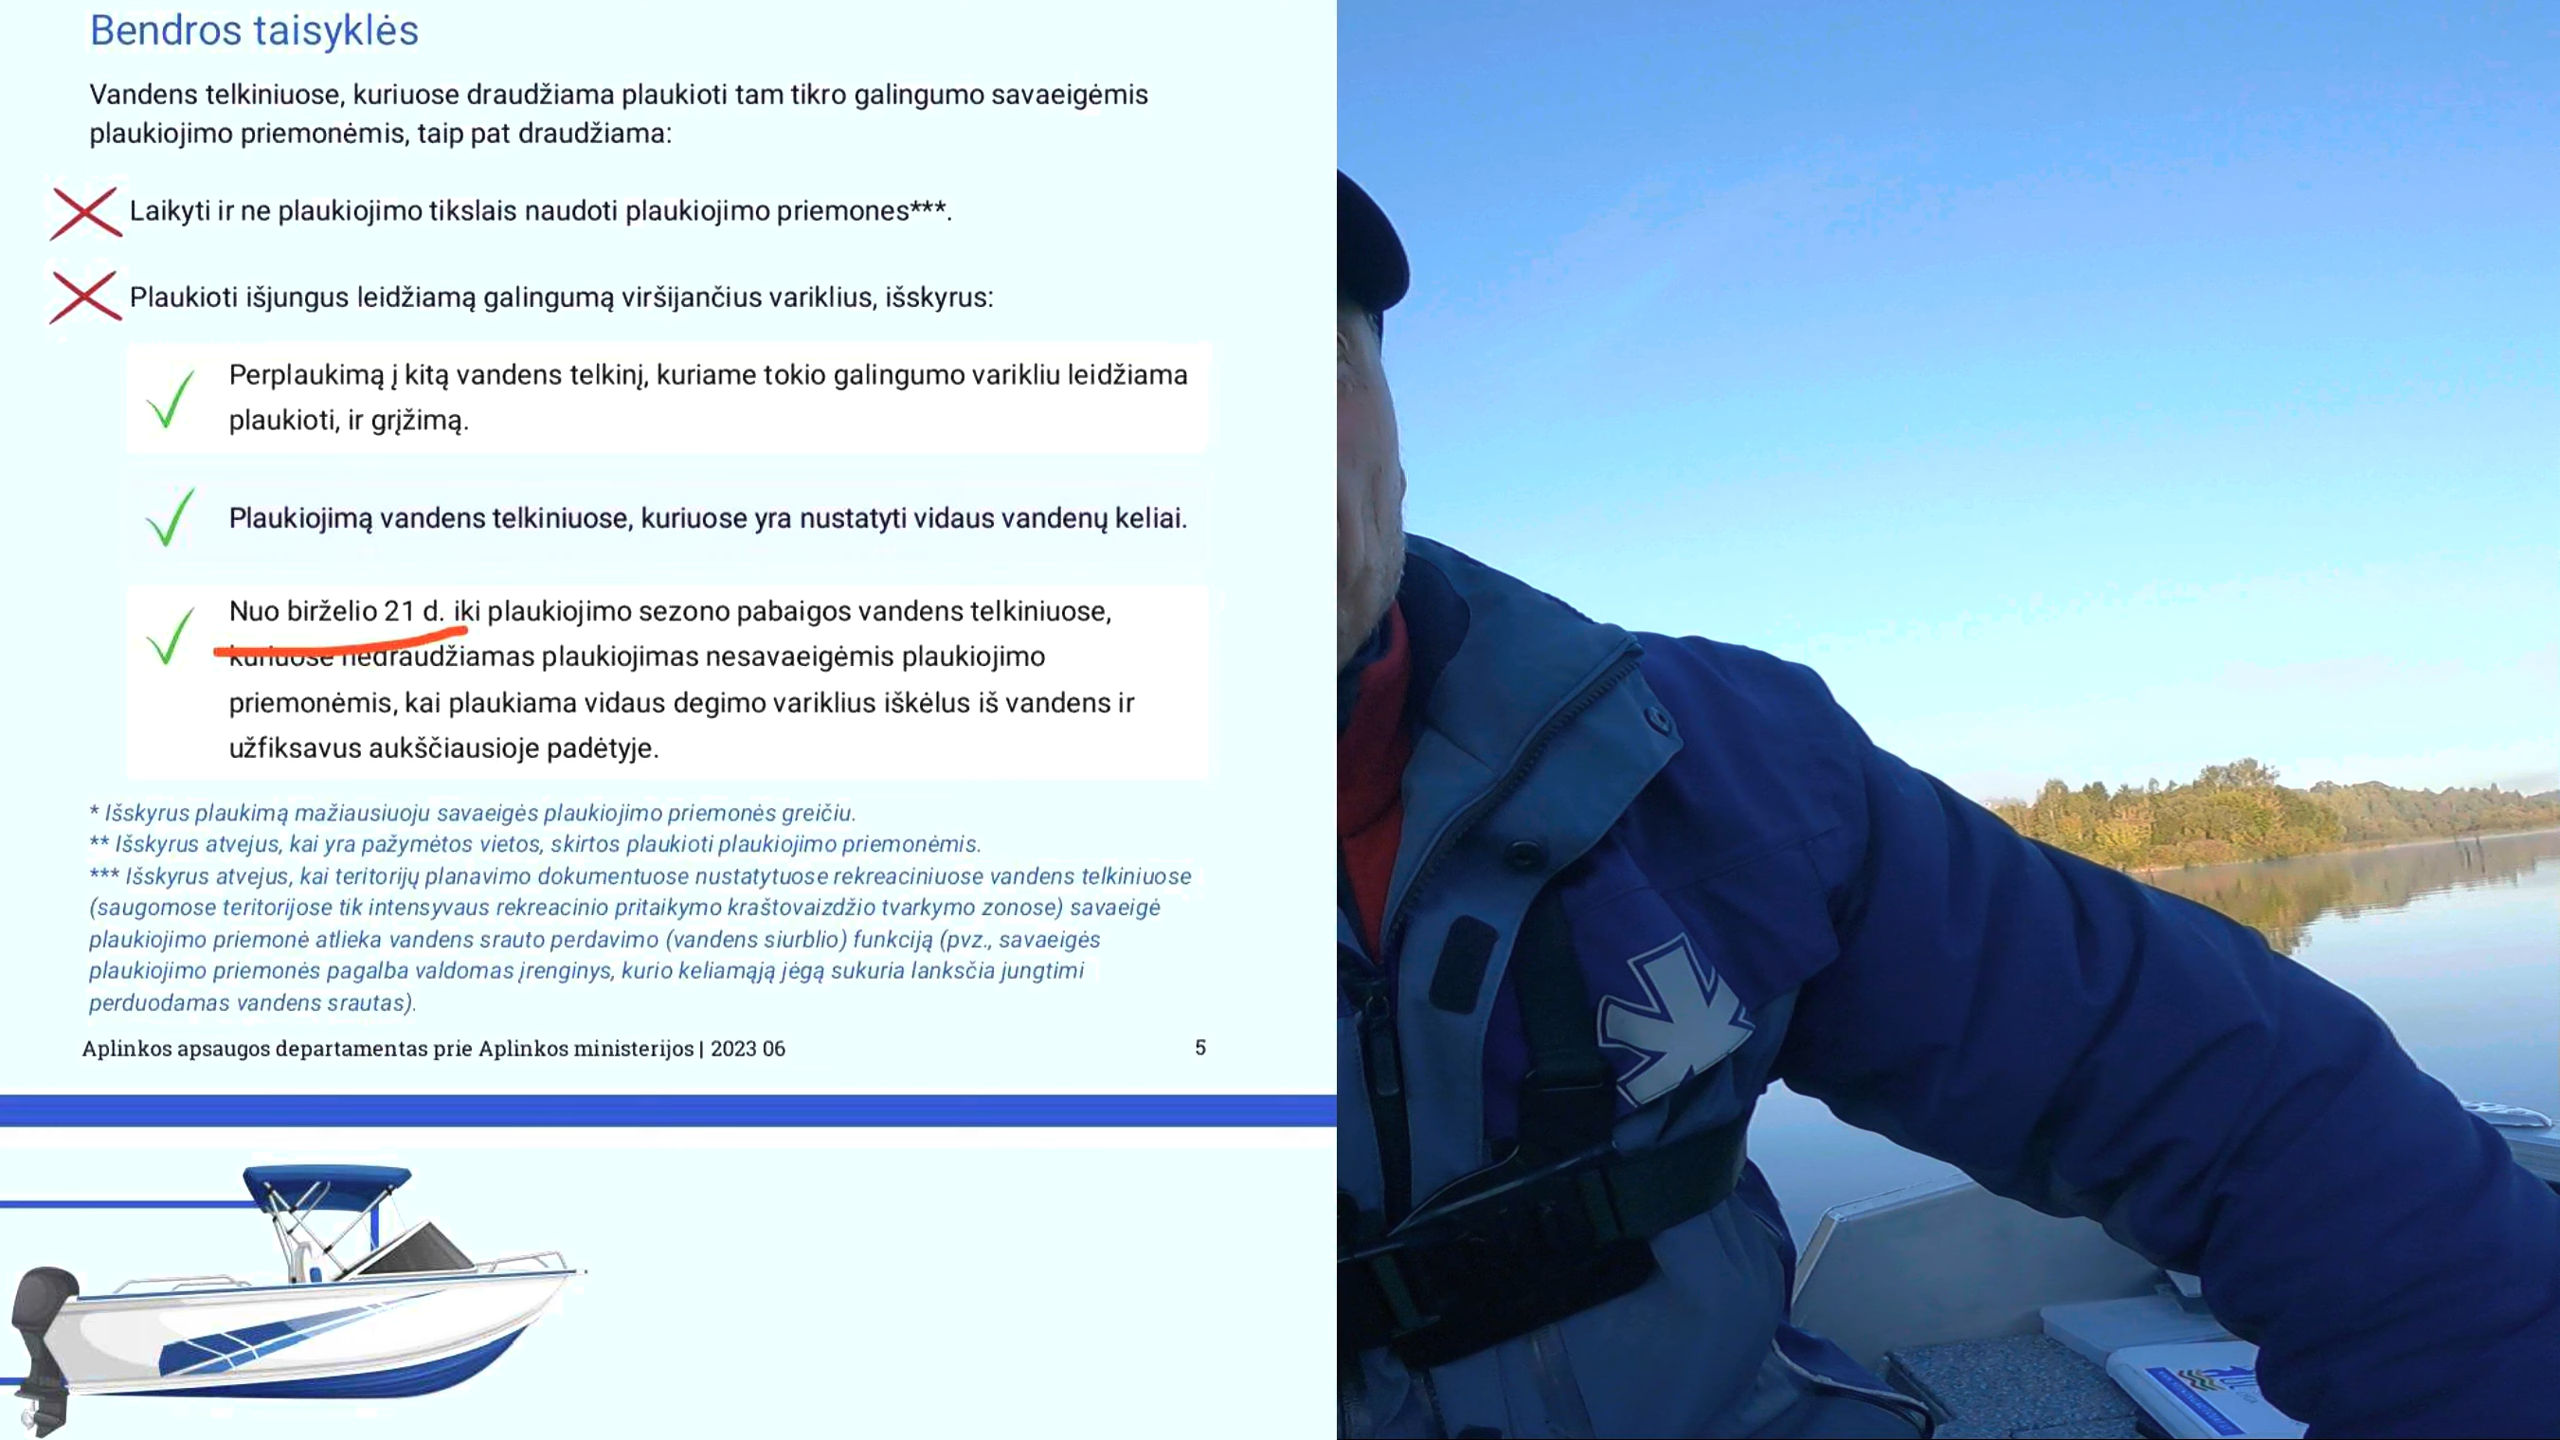 Bendros taisyklės
Vandens telkiniuose, kuriuose draudžiama plaukioti tam tikro galingumo savaeigėmis
plaukiojimo priemonėmis, taip pat draudžiama:
Laikyti ir ne plaukiojimo tikslais naudoti plaukiojimo priemones***.
Plaukioti išjungus leidžiamą galingumą viršijančius variklius, išskyrus:
Perplaukimą į kitą vandens telkinį, kuriame tokio galingumo varikliu leidžiama
plaukioti, ir grįžimą.
Plaukiojimą vandens telkiniuose, kuriuose yra nustatyti vidaus vandenų keliai.
Nuo birželio 21 d. iki plaukiojimo sezono pabaigos vandens telkiniuose,
kuriuose nedraudžiamas plaukiojimas nesavaeigėmis plaukiojimo
priemonėmis, kai plaukiama vidaus degimo variklius iškėlus iš vandens ir
užfiksavus aukščiausioje padėtyje.
* Išskyrus plaukimą mažiausiuoju savaeigės plaukiojimo priemonės greičiu.
** Išskyrus atvejus, kai yra pažymėtos vietos, skirtos plaukioti plaukiojimo priemonėmis.
*** Išskyrus atvejus, kai teritorijų planavimo dokumentuose nustatytuose rekreaciniuose vandens telkiniuose
(saugomose teritorijose tik intensyvaus rekreacinio pritaikymo kraštovaizdžio tvarkymo zonose) savaeigė
plaukiojimo priemonė atlieka vandens srauto perdavimo (vandens siurblio) funkciją (pvz., savaeigės
plaukiojimo priemonės pagalba valdomas įrenginys, kurio keliamąją jėgą sukuria lanksčia jungtimi
perduodamas vandens srautas).
Aplinkos apsaugos departamentas prie Aplinkos ministerijos | 2023 06
5